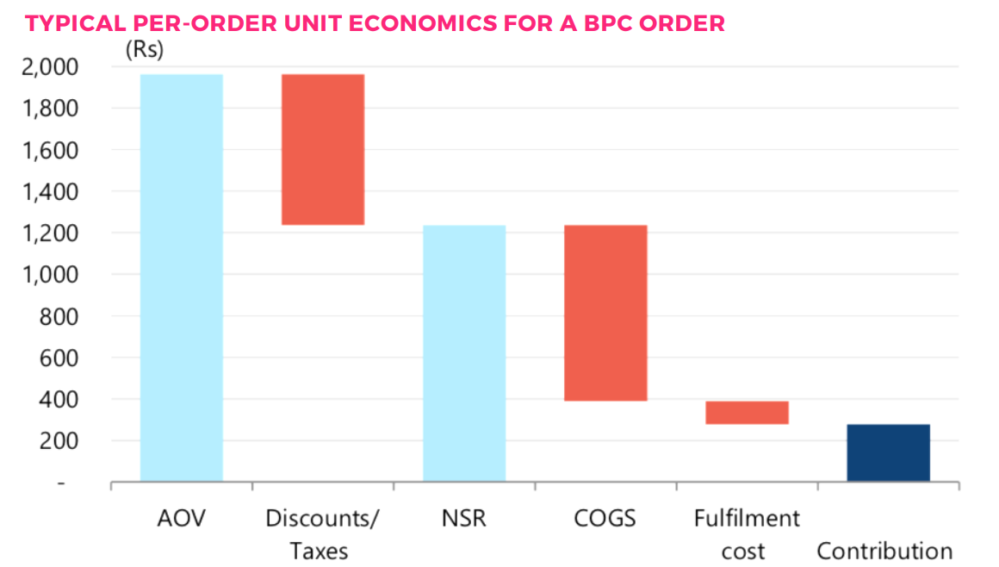 TYPICAL PER-ORDER UNIT ECONOMICS FOR A BPC ORDER
(Rs)
2,000
1,800
1,600
1,400
1,200
1,000
800
600
400
200
-
AOV
Discounts/
Taxes
NSR
COGS
Fulfilment
cost
Contribution